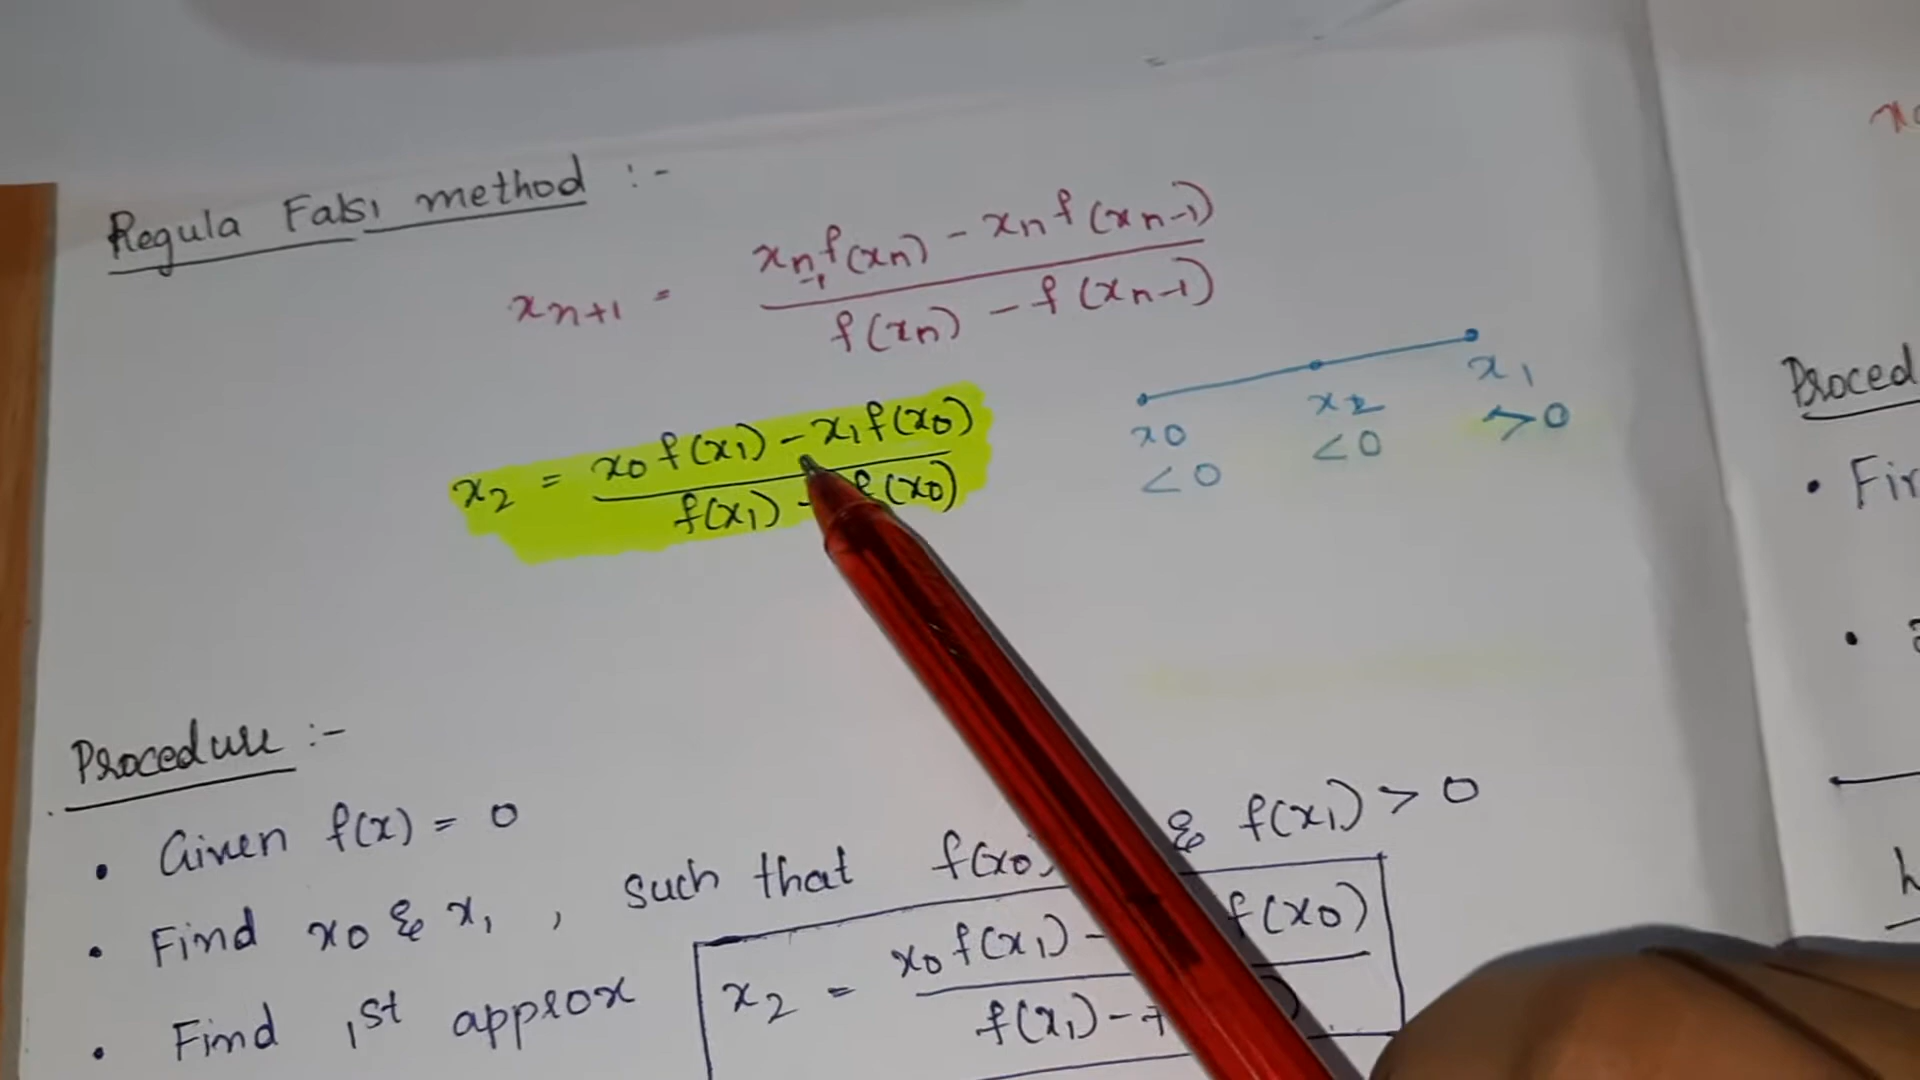 Regula Falsi method :-
xn+1 = xn-1 f(xn) - xn f(xn-1) / f(xn) - f(xn-1)
x2 = x0 f(x1) - x1 f(x0) / f(x1) - f(x0)
x0 x2 x1
<0 <0 >0
Procedure :-
• Given f(x) = 0
• Find x0 & x1, such that f(x0) & f(x1) > 0
• Find 1st approx x2 = x0 f(x1) - f(x0) / f(x1) -
Proced
•
•